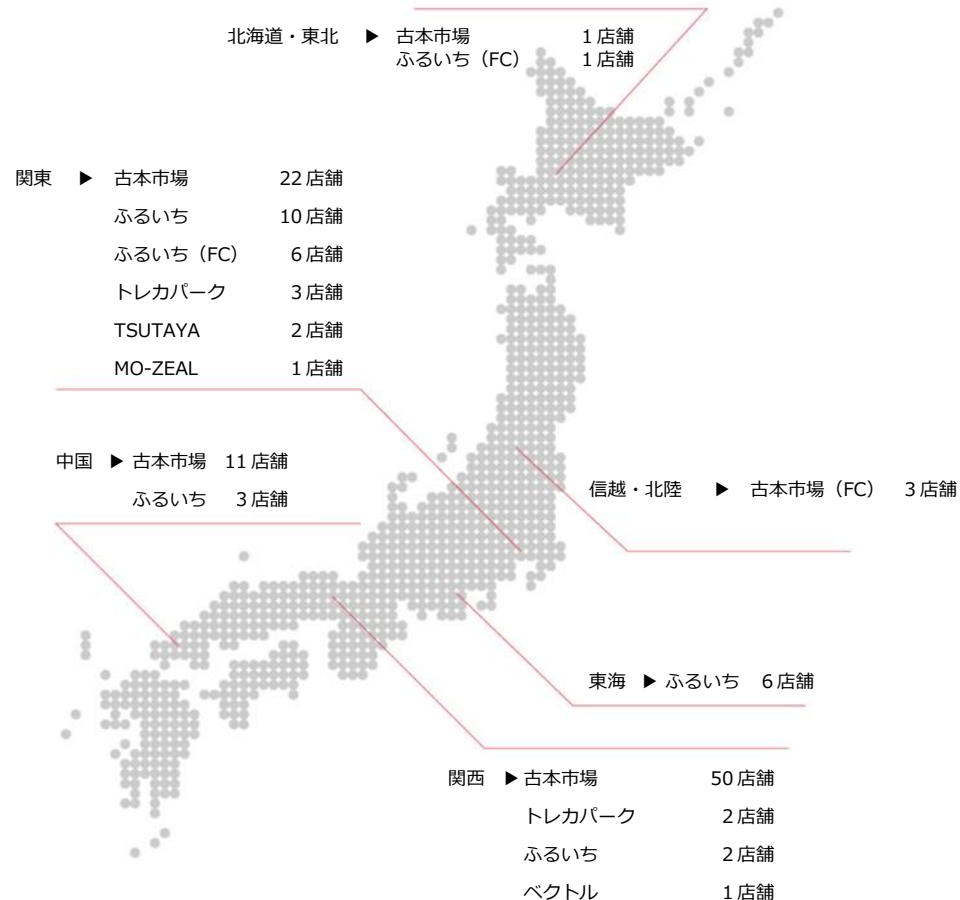 北海道・東北 ▶ 古本市場 1店舗
ふるいち（FC） 1店舗
関東 ▶ 古本市場 22店舗
ふるいち 10店舗
ふるいち（FC） 6店舗
トレカパーク 3店舗
TSUTAYA 2店舗
MO-ZEAL 1店舗
中国 ▶ 古本市場 11店舗
ふるいち 3店舗
信越・北陸 ▶ 古本市場（FC） 3店舗
東海 ▶ ふるいち 6店舗
関西 ▶ 古本市場 50店舗
トレカパーク 2店舗
ふるいち 2店舗
ベクトル 1店舗